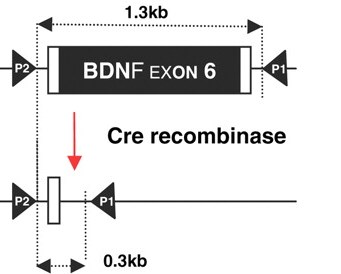 1.3kb
P2 BDNF EXON 6 P1
Cre recombinase
P2 P1
0.3kb